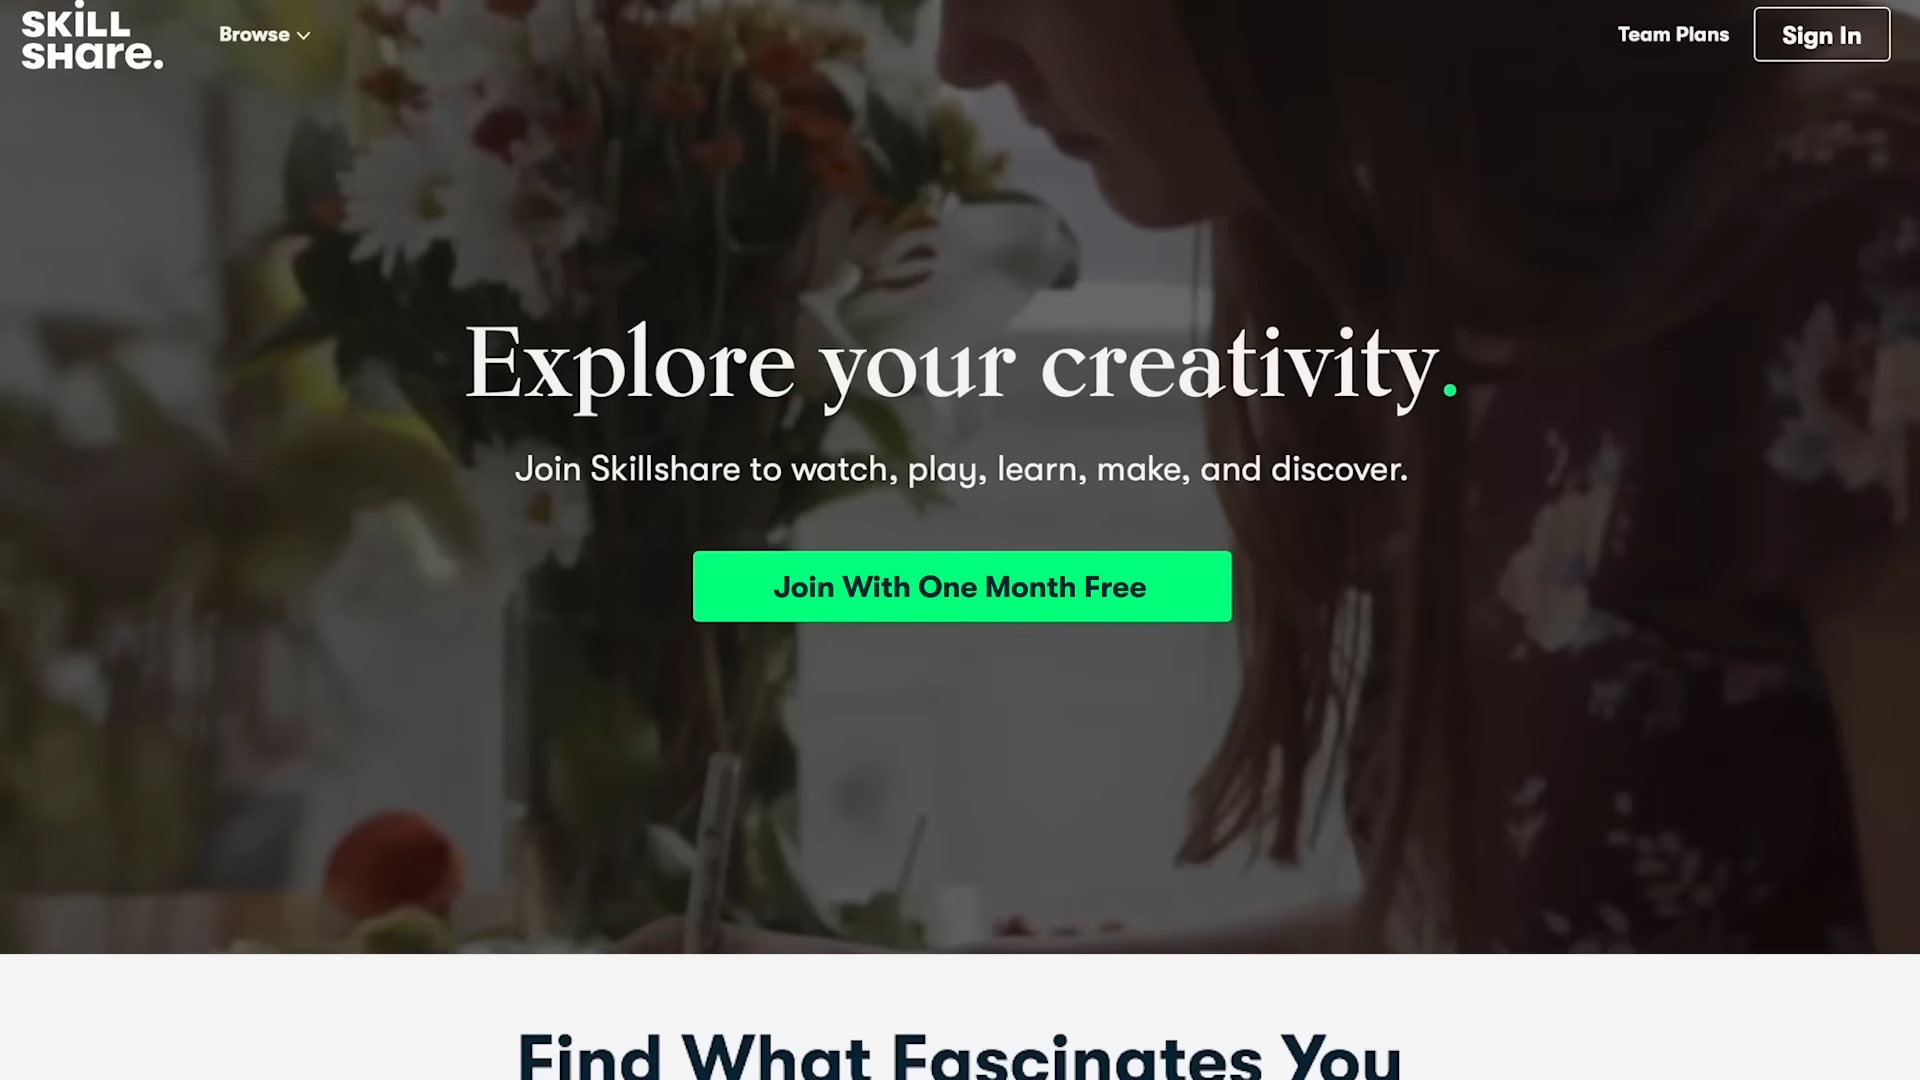 SKiLL
SHare.
Browse
Team Plans
Sign In
Explore your creativity.
Join Skillshare to watch, play, learn, make, and discover.
Join With One Month Free
Find What Fascinates You